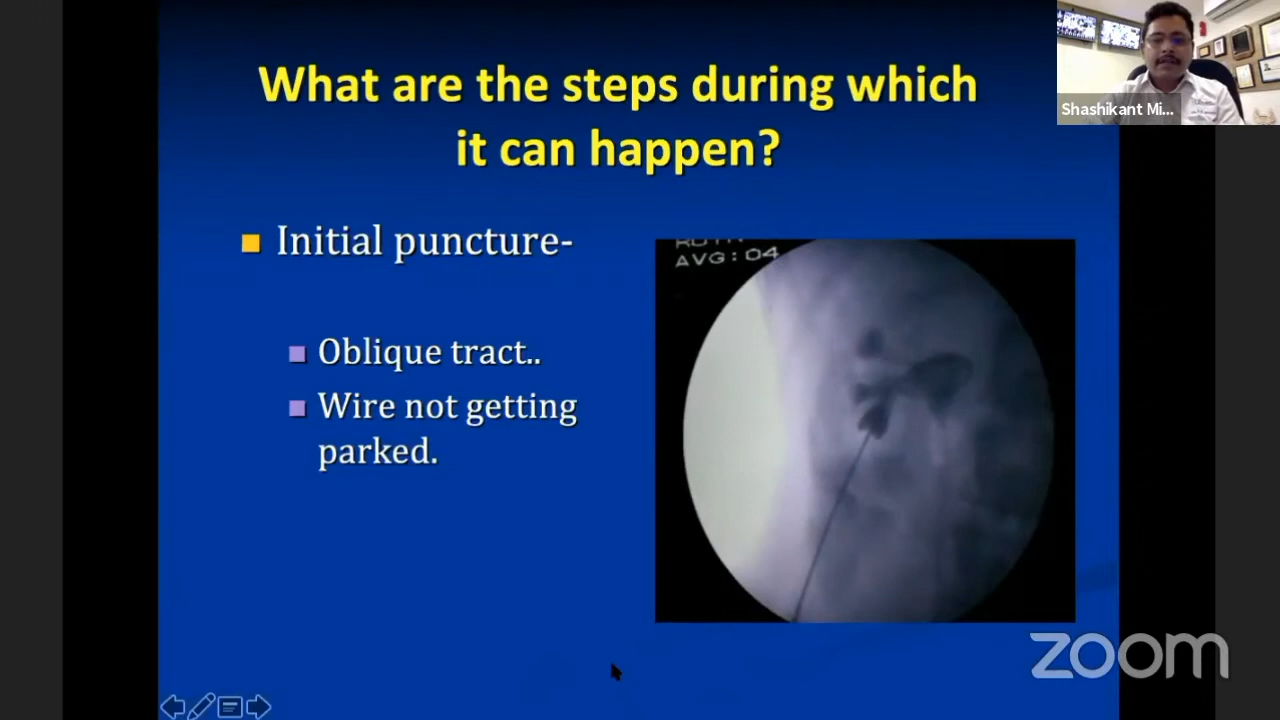 What are the steps during which
it can happen?
Shashikant Mi...
Initial puncture-
AVG:04
Oblique tract..
Wire not getting
parked.
zoom